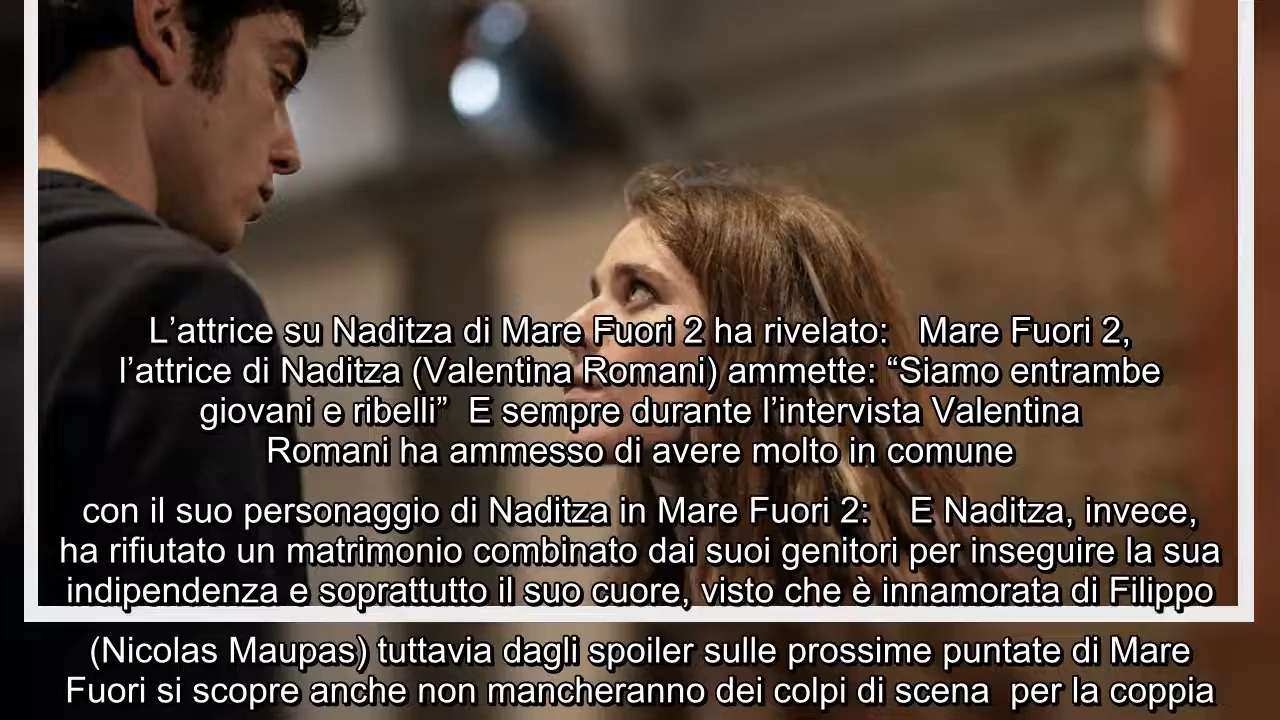 L’attrice su Naditza di Mare Fuori 2 ha rivelato:   Mare Fuori 2,
l’attrice di Naditza (Valentina Romani) ammette: “Siamo entrambe
giovani e ribelli”  E sempre durante l’intervista Valentina
Romani ha ammesso di avere molto in comune
con il suo personaggio di Naditza in Mare Fuori 2:    E Naditza, invece,
ha rifiutato un matrimonio combinato dai suoi genitori per inseguire la sua
indipendenza e soprattutto il suo cuore, visto che è innamorata di Filippo
(Nicolas Maupas) tuttavia dagli spoiler sulle prossime puntate di Mare
Fuori si scopre anche non mancheranno dei colpi di scena  per la coppia